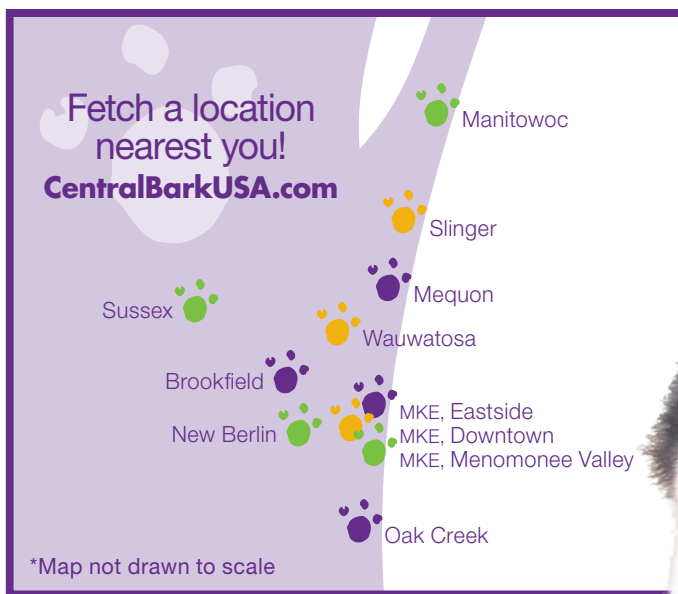 Fetch a location
nearest you!
CentralBarkUSA.com
Manitowoc
Slinger
Mequon
Sussex
Wauwatosa
Brookfield
MKE, Eastside
New Berlin
MKE, Downtown
MKE, Menomonee Valley
Oak Creek
*Map not drawn to scale